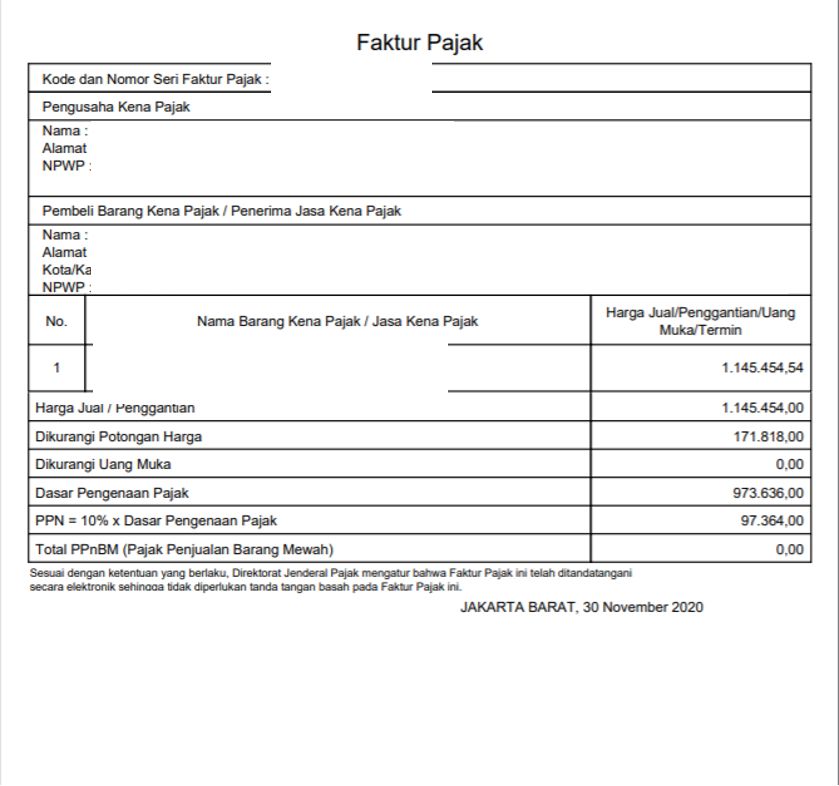 Faktur Pajak
Kode dan Nomor Seri Faktur Pajak :
Pengusaha Kena Pajak
Nama :
Alamat
NPWP :
Pembeli Barang Kena Pajak / Penerima Jasa Kena Pajak
Nama :
Alamat
Kota/Ka
NPWP :
No. Nama Barang Kena Pajak / Jasa Kena Pajak Harga Jual/Penggantian/Uang
Muka/Termin
1 1.145.454,54
Harga Jual / Penggantian 1.145.454,00
Dikurangi Potongan Harga 171.818,00
Dikurangi Uang Muka 0,00
Dasar Pengenaan Pajak 973.636,00
PPN = 10% x Dasar Pengenaan Pajak 97.364,00
Total PPnBM (Pajak Penjualan Barang Mewah) 0,00
Sesuai dengan ketentuan yang berlaku, Direktorat Jenderal Pajak mengatur bahwa Faktur Pajak ini telah ditandatangani
secara elektronik sehingga tidak diperlukan tanda tangan basah pada Faktur Pajak ini.
JAKARTA BARAT, 30 November 2020